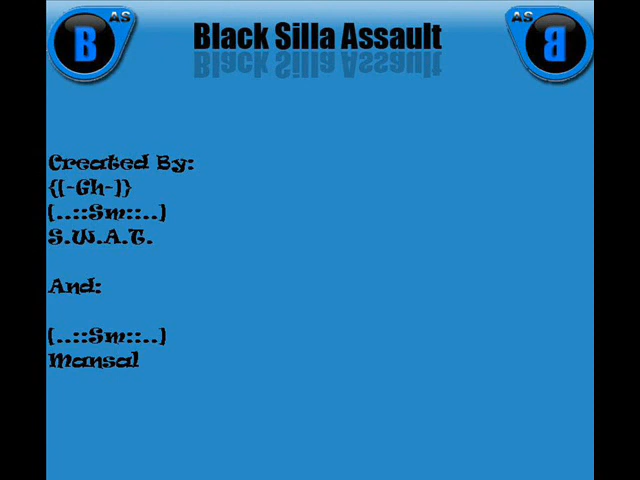 B AS
Black Silla Assault
AS B
Created By:
{[-Gh-]}
[..::Sm::..]
S.W.A.T.
And:
[..::Sm::..]
Mansal